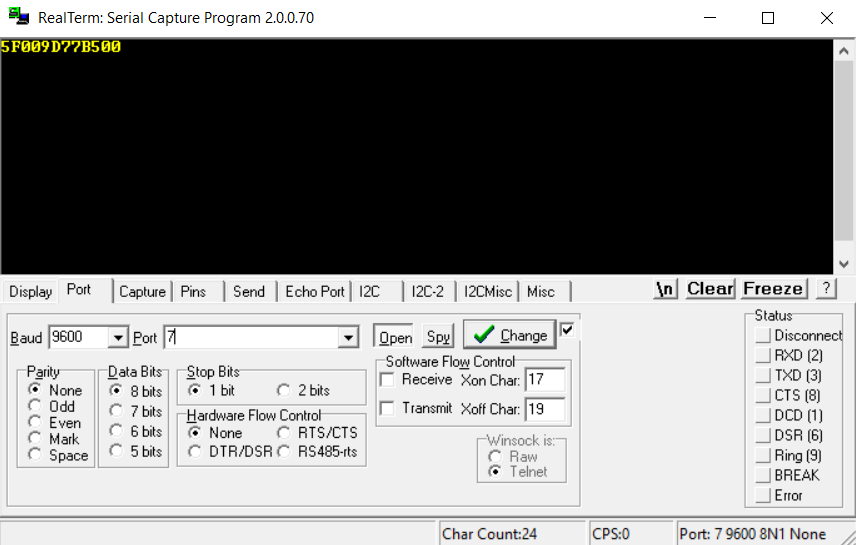 RealTerm: Serial Capture Program 2.0.0.70
5F009D77B500
Display Port Capture Pins Send Echo Port I2C I2C-2 I2CMisc Misc \n Clear Freeze ?
Baud 9600 Port 7 Open Spy Change
Parity
None
Odd
Even
Mark
Space
Data Bits
8 bits
7 bits
6 bits
5 bits
Stop Bits
1 bit 2 bits
Hardware Flow Control
None RTS/CTS
DTR/DSR RS485-rts
Software Flow Control
Receive Xon Char: 17
Transmit Xoff Char: 19
Winsock is:
Raw
Telnet
Status
Disconnect
RXD (2)
TXD (3)
CTS (8)
DCD (1)
DSR (6)
Ring (9)
BREAK
Error
Char Count:24 CPS:0 Port: 7 9600 8N1 None